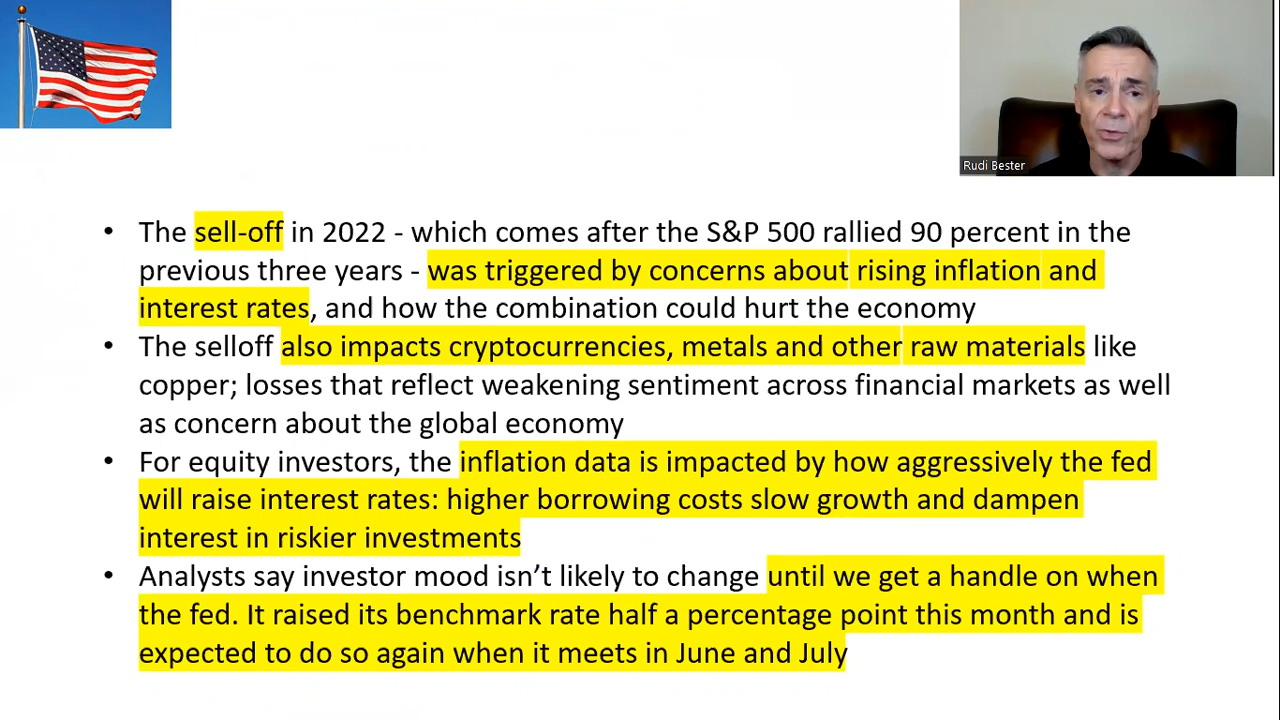 Rudi Bester
• The sell-off in 2022 - which comes after the S&P 500 rallied 90 percent in the
previous three years - was triggered by concerns about rising inflation and
interest rates, and how the combination could hurt the economy
• The selloff also impacts cryptocurrencies, metals and other raw materials like
copper; losses that reflect weakening sentiment across financial markets as well
as concern about the global economy
• For equity investors, the inflation data is impacted by how aggressively the fed
will raise interest rates: higher borrowing costs slow growth and dampen
interest in riskier investments
• Analysts say investor mood isn’t likely to change until we get a handle on when
the fed. It raised its benchmark rate half a percentage point this month and is
expected to do so again when it meets in June and July